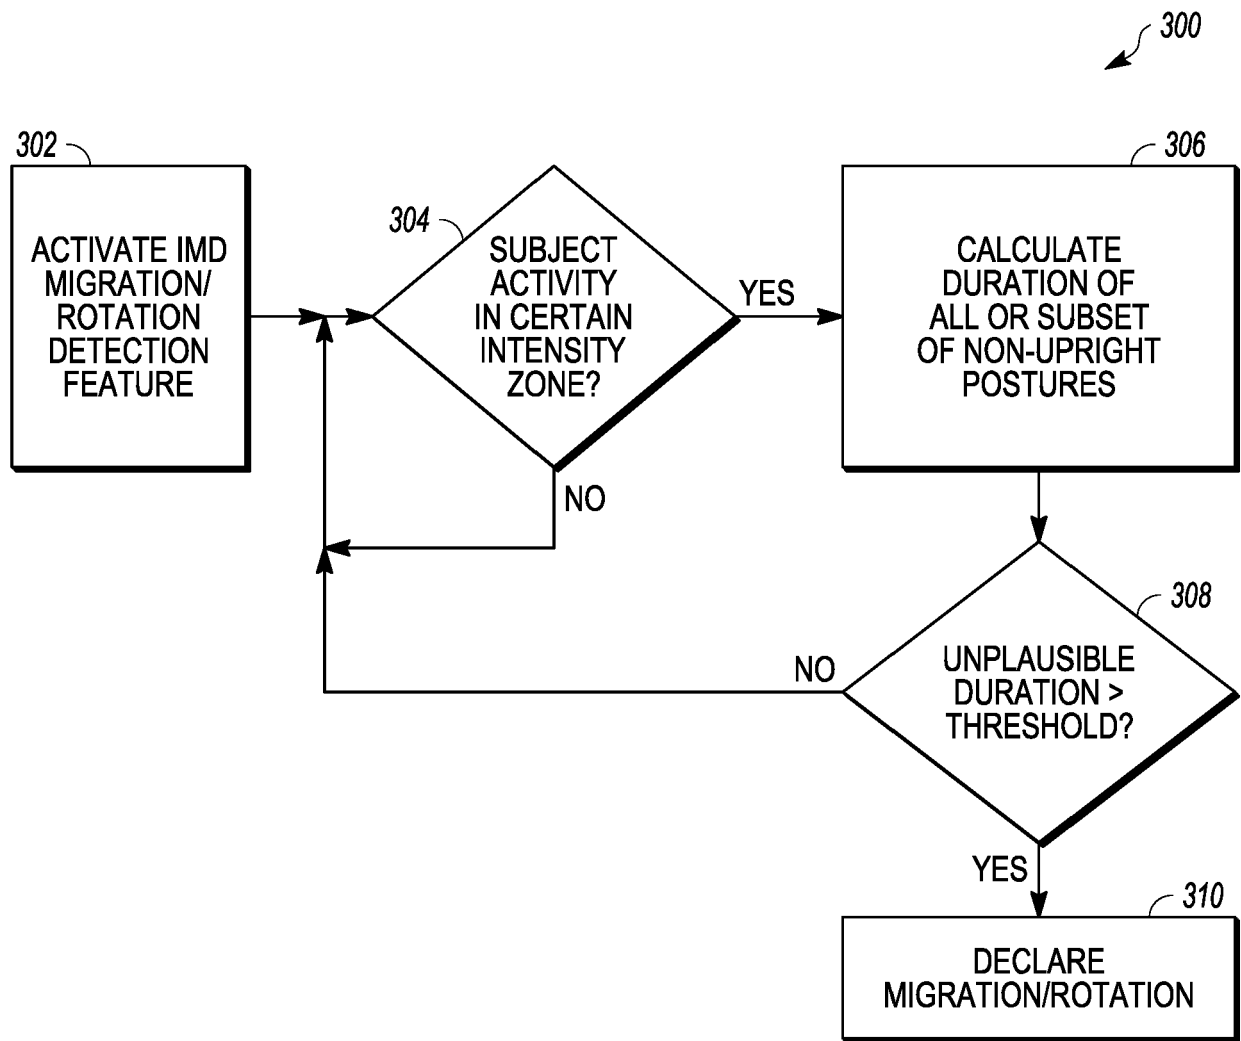 300
302
ACTIVATE IMD
MIGRATION/
ROTATION
DETECTION
FEATURE
304
SUBJECT
ACTIVITY
IN CERTAIN
INTENSITY
ZONE?
YES
NO
306
CALCULATE
DURATION OF
ALL OR SUBSET
OF NON-UPRIGHT
POSTURES
308
UNPLAUSIBLE
DURATION >
THRESHOLD?
NO
YES
310
DECLARE
MIGRATION/ROTATION